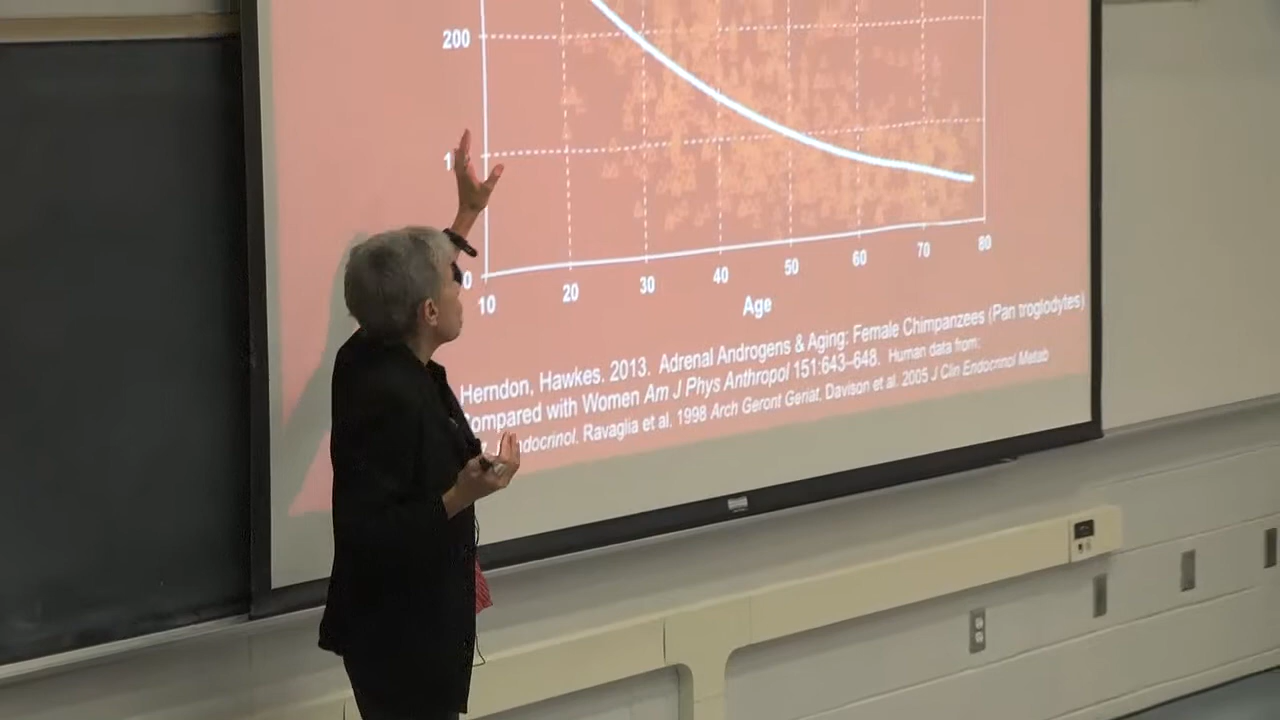 200
1
0
10 20 30 40 50 60 70 80
Age
Herndon, Hawkes. 2013. Adrenal Androgens & Aging: Female Chimpanzees (Pan troglodytes)
ompared with Women Am J Phys Anthropol 151:643–648. Human data from:
ndocrinol. Ravaglia et al. 1998 Arch Geront Geriat, Davison et al. 2005 J Clin Endocrinol Metab